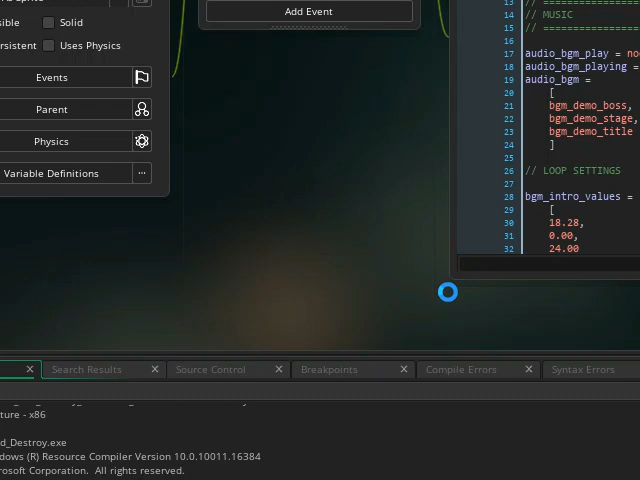 sible
Solid
rsistent
Uses Physics
Events
Parent
Physics
Variable Definitions
Add Event
13 // ================
14 // MUSIC
15 // ================
16
17 audio_bgm_play = no
18 audio_bgm_playing =
19 audio_bgm =
20 [
21 bgm_demo_boss,
22 bgm_demo_stage,
23 bgm_demo_title
24 ]
25
26 // LOOP SETTINGS
27
28 bgm_intro_values =
29 [
30 18.28,
31 0.00,
32 24.00
Search Results
Source Control
Breakpoints
Compile Errors
Syntax Errors
ture - x86
d_Destroy.exe
dows (R) Resource Compiler Version 10.0.10011.16384
rosoft Corporation. All rights reserved.